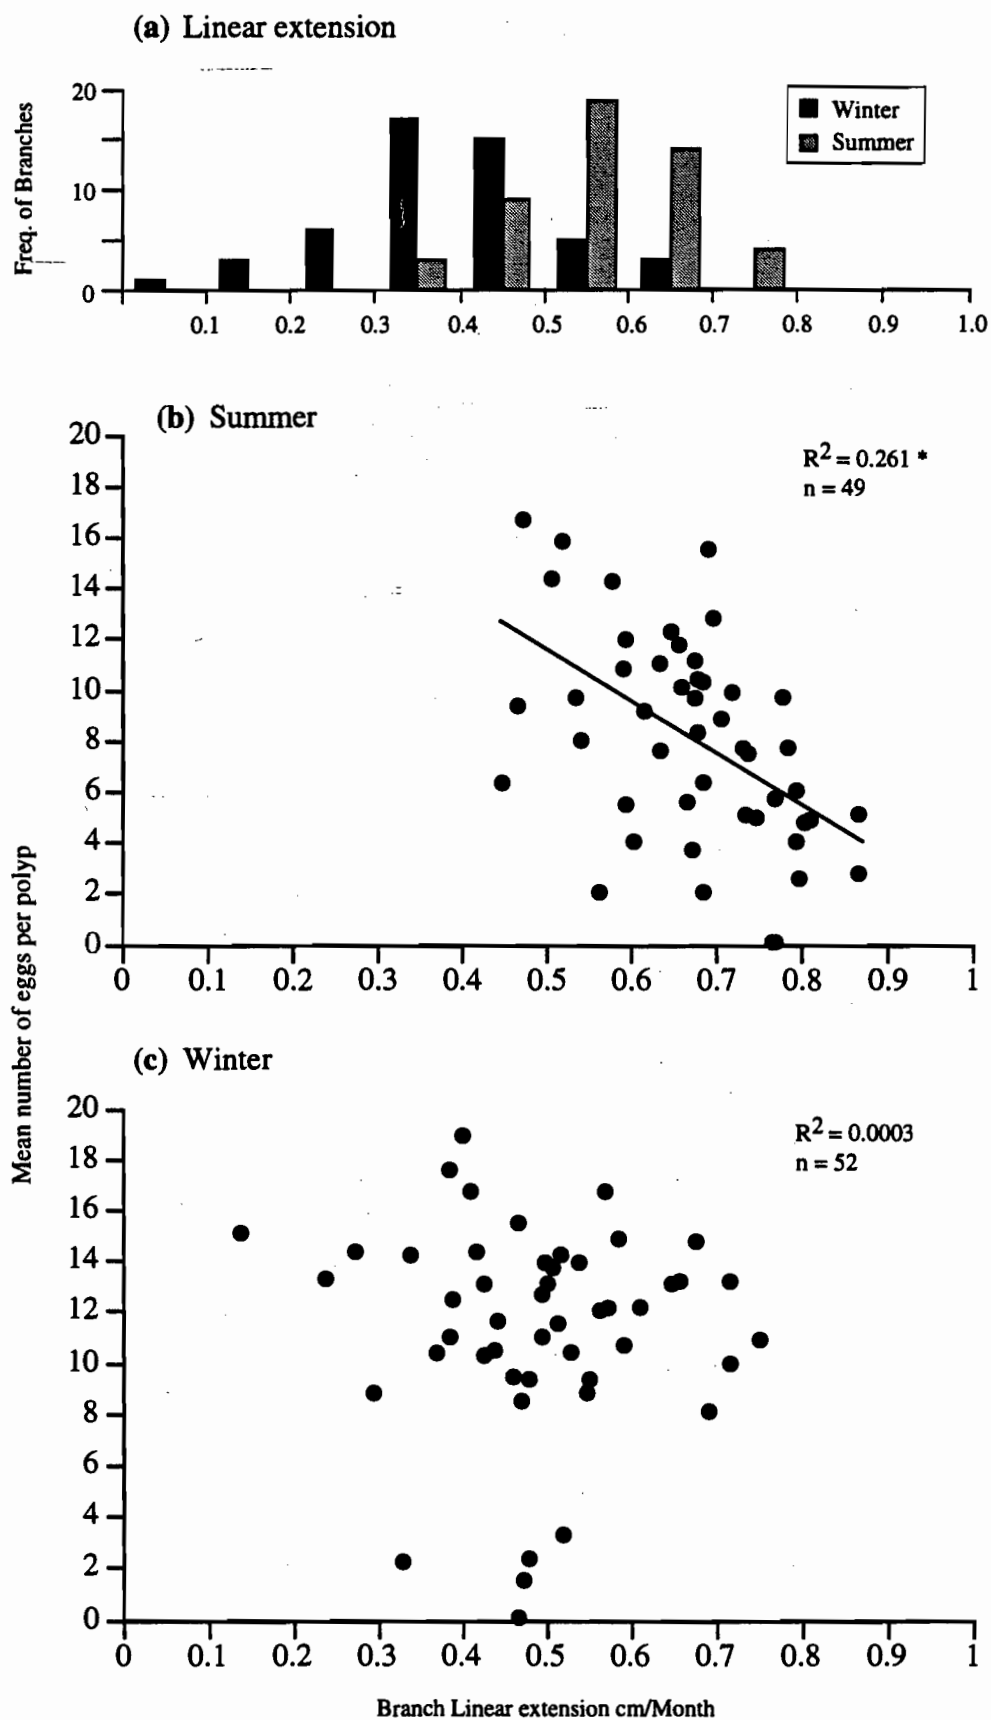 (a) Linear extension
Freq. of Branches
20
10
0
Winter
Summer
0.1 0.2 0.3 0.4 0.5 0.6 0.7 0.8 0.9 1.0
(b) Summer
R² = 0.261 *
n = 49
20
18
16
14
12
10
8
6
4
2
0
0 0.1 0.2 0.3 0.4 0.5 0.6 0.7 0.8 0.9 1
Mean number of eggs per polyp
(c) Winter
R² = 0.0003
n = 52
20
18
16
14
12
10
8
6
4
2
0
0 0.1 0.2 0.3 0.4 0.5 0.6 0.7 0.8 0.9 1
Branch Linear extension cm/Month